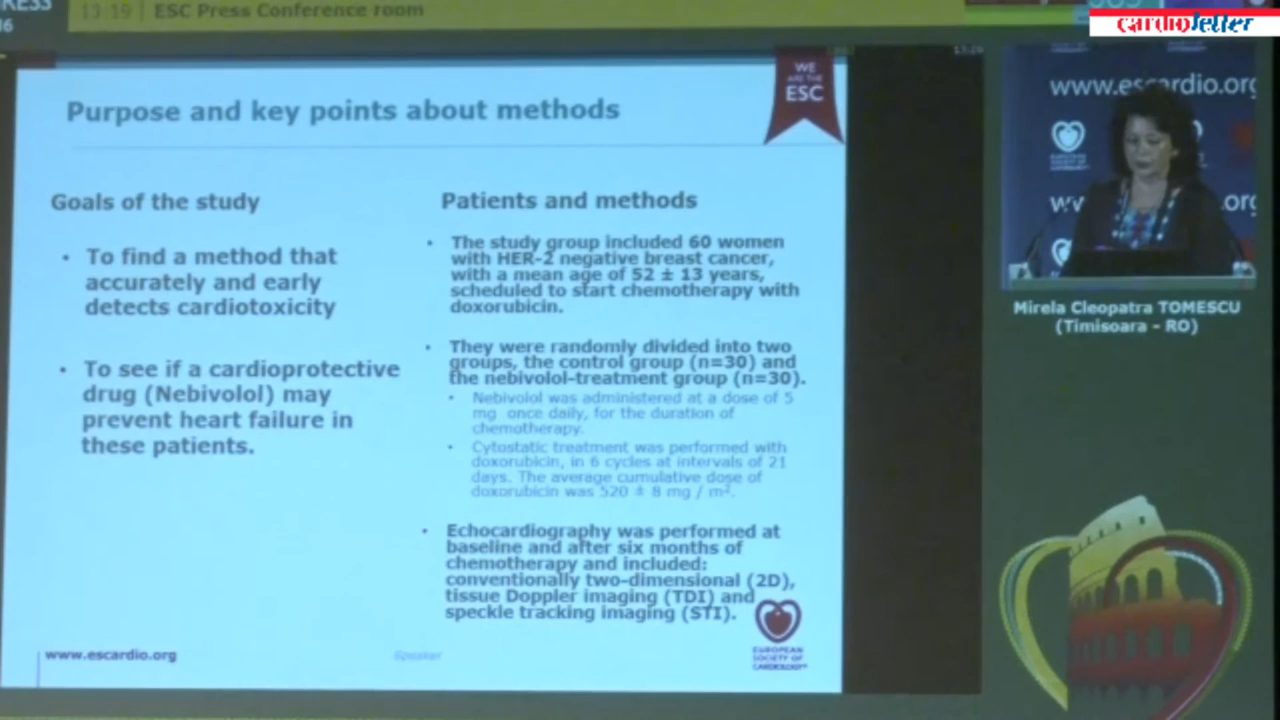 13:19 | ESC Press Conference room
cardioletter
WE
ARE THE
ESC
Purpose and key points about methods
Goals of the study
• To find a method that
accurately and early
detects cardiotoxicity
• To see if a cardioprotective
drug (Nebivolol) may
prevent heart failure in
these patients.
Patients and methods
• The study group included 60 women
with HER-2 negative breast cancer,
with a mean age of 52 ± 13 years,
scheduled to start chemotherapy with
doxorubicin.
• They were randomly divided into two
groups, the control group (n=30) and
the nebivolol-treatment group (n=30).
• Nebivolol was administered at a dose of 5
mg once daily, for the duration of
chemotherapy.
• Cytostatic treatment was performed with
doxorubicin, in 6 cycles at intervals of 21
days. The average cumulative dose of
doxorubicin was 520 ± 8 mg / m².
• Echocardiography was performed at
baseline and after six months of
chemotherapy and included:
conventionally two-dimensional (2D),
tissue Doppler imaging (TDI) and
speckle tracking imaging (STI).
www.escardio.org
Speaker
EUROPEAN
SOCIETY OF
CARDIOLOGY
www.escardio.org
Mirela Cleopatra TOMESCU
(Timisoara - RO)